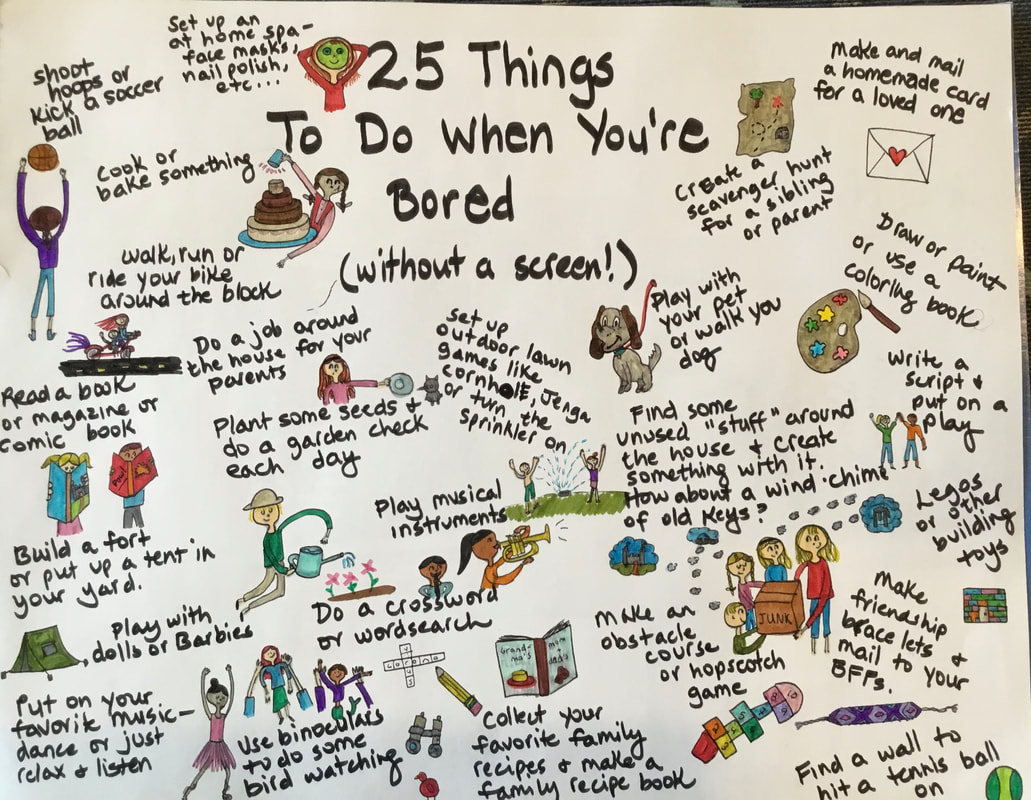 25 Things
To Do When You're
Bored
(without a screen!)
Set up an
at home spa-
face masks,
nail polish,
etc...
shoot
hoops or
kick a soccer
ball
Cook or
bake something
walk, run or
ride your bike
around the block
Make and mail
a homemade card
for a loved one
Create a
scavenger hunt
for a sibling
or parent
Draw or paint
or use a
coloring book
Play with
your pet
or walk you
dog
Do a job around
the house for your
parents
Set up
outdoor lawn
games like
cornhole, Jenga
or turn the
sprinkler on
Read a book
or magazine or
comic book
Plant some seeds &
do a garden check
each day
Write a
script &
put on a
play
Find some
unused "stuff" around
the house & create
something with it.
How about a wind chime
of old keys?
Play musical
instruments
Legos
or other
building
toys
Build a fort
or put up a tent in
your yard.
JUNK
Play with
dolls or Barbies
Do a crossword
or wordsearch
CORONA
Grand-
ma's
mom
& dad's
Make an
obstacle
course
or hopscotch
game
Make
friendship
bracelets &
mail to your
BFFs.
Put on your
favorite music-
dance or just
relax & listen
Use binoculars
to do some
bird watching
Collect your
favorite family
recipes & make a
family recipe book
Find a wall to
hit a tennis ball
on